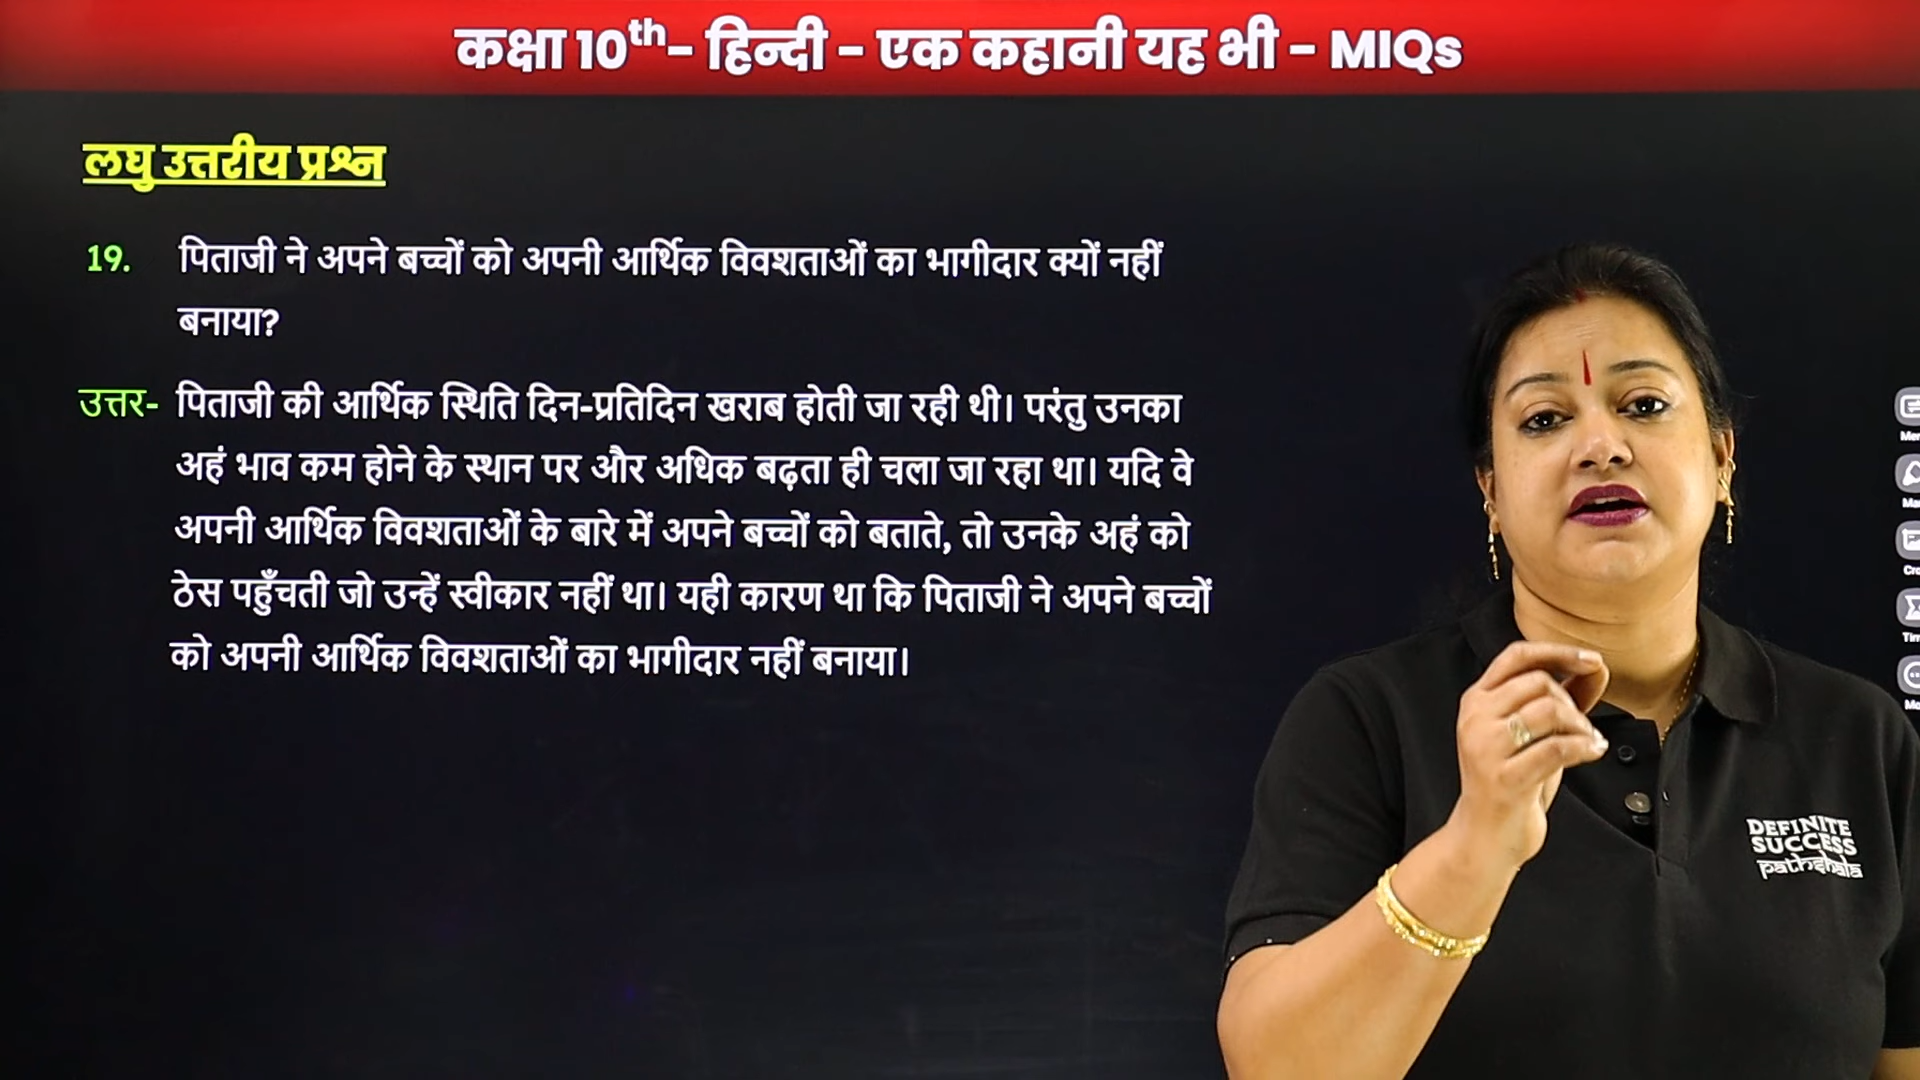 कक्षा 10th- हिन्दी - एक कहानी यह भी - MIQs
लघु उत्तरीय प्रश्न
19. पिताजी ने अपने बच्चों को अपनी आर्थिक विवशताओं का भागीदार क्यों नहीं
बनाया?
उत्तर- पिताजी की आर्थिक स्थिति दिन-प्रतिदिन खराब होती जा रही थी। परंतु उनका
अहं भाव कम होने के स्थान पर और अधिक बढ़ता ही चला जा रहा था। यदि वे
अपनी आर्थिक विवशताओं के बारे में अपने बच्चों को बताते, तो उनके अहं को
ठेस पहुँचती जो उन्हें स्वीकार नहीं था। यही कारण था कि पिताजी ने अपने बच्चों
को अपनी आर्थिक विवशताओं का भागीदार नहीं बनाया।
DEFINITE
SUCCESS
pathshala